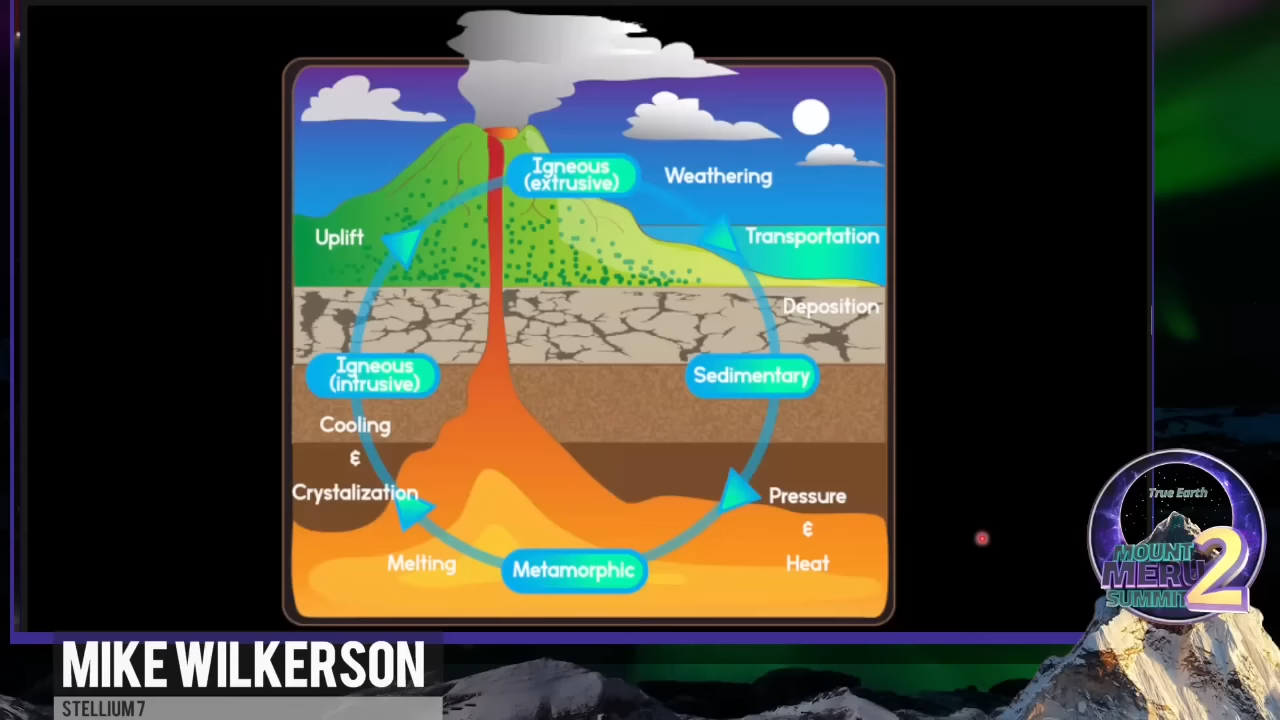 Igneous
(extrusive)
Weathering
Uplift
Transportation
Deposition
Igneous
(intrusive)
Sedimentary
Cooling
&
Crystalization
Pressure
&
Heat
Melting
Metamorphic
True Earth
MOUNT
MERU
SUMMIT
2
MIKE WILKERSON
STELLIUM 7